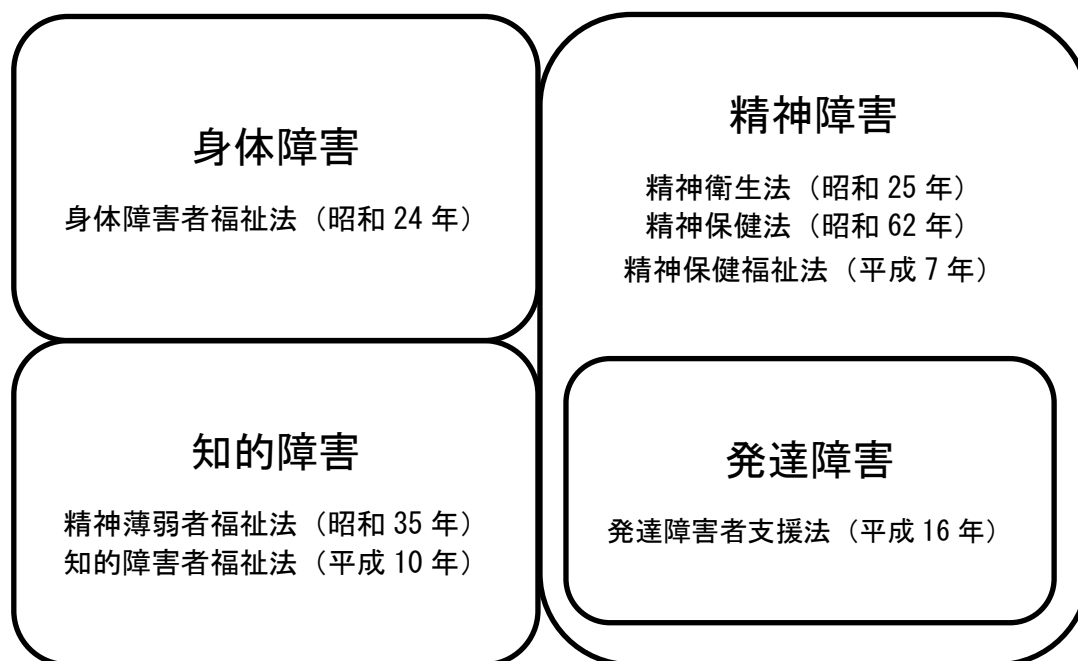 身体障害
身体障害者福祉法（昭和 24 年）
精神障害
精神衛生法（昭和 25 年）
精神保健法（昭和 62 年）
精神保健福祉法（平成 7 年）
知的障害
精神薄弱者福祉法（昭和 35 年）
知的障害者福祉法（平成 10 年）
発達障害
発達障害者支援法（平成 16 年）